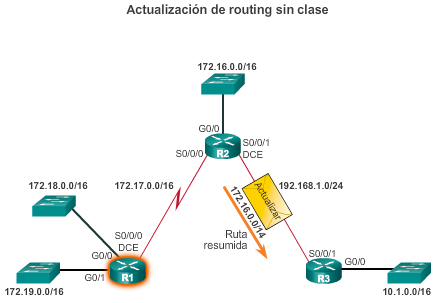 Actualización de routing sin clase
172.16.0.0/16
G0/0
S0/0/1
R2
DCE
S0/0/0
172.18.0.0/16
172.17.0.0/16
Actualizar
192.168.1.0/24
172.16.0.0/14
Ruta
resumida
S0/0/0
DCE
G0/0
G0/1
R1
172.19.0.0/16
S0/0/1
G0/0
R3
10.1.0.0/16